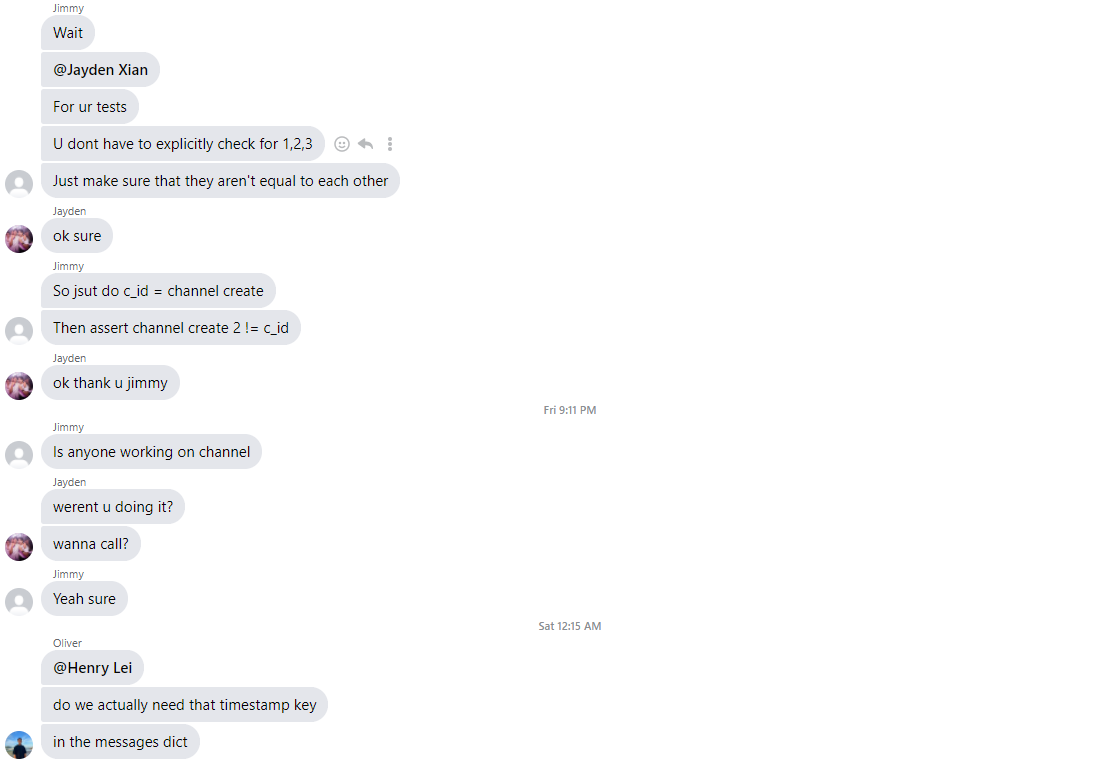 Jimmy
Wait
@Jayden Xian
For ur tests
U dont have to explicitly check for 1,2,3
Just make sure that they aren't equal to each other
Jayden
ok sure
Jimmy
So jsut do c_id = channel create
Then assert channel create 2 != c_id
Jayden
ok thank u jimmy
Fri 9:11 PM
Jimmy
Is anyone working on channel
Jayden
werent u doing it?
wanna call?
Jimmy
Yeah sure
Sat 12:15 AM
Oliver
@Henry Lei
do we actually need that timestamp key
in the messages dict